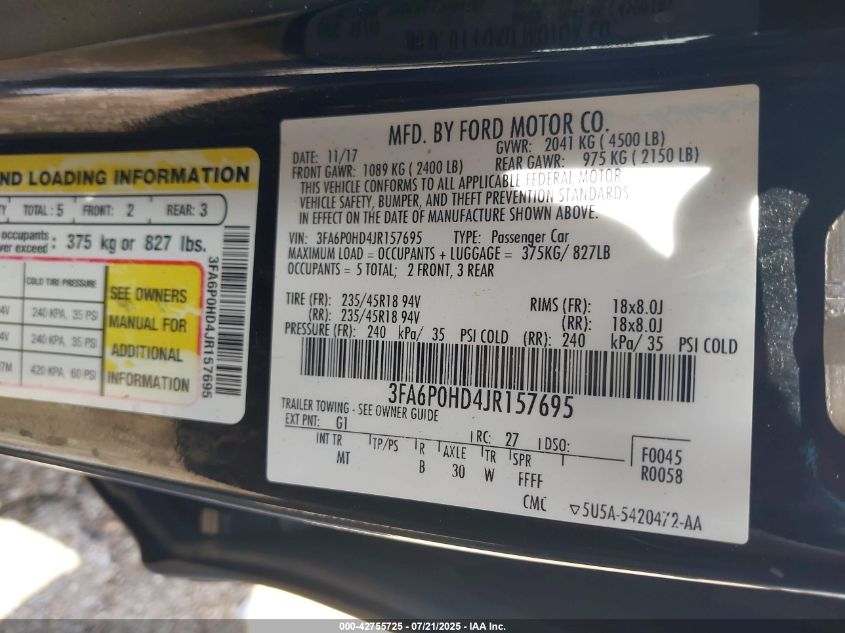 ND LOADING INFORMATION
TOTAL: 5 FRONT: 2 REAR: 3
occupants
ver exceed : 375 kg or 827 lbs.
COLD TIRE PRESSURE
SEE OWNERS
MANUAL FOR
ADDITIONAL
INFORMATION
4V 240 KPA, 35 PSI
4V 240 KPA, 35 PSI
7M 420 KPA, 60 PSI
3FA6P0HD4JR157695
MFD. BY FORD MOTOR CO.
DATE: 11/17 GVWR: 2041 KG (4500 LB)
FRONT GAWR: 1089 KG (2400 LB) REAR GAWR: 975 KG (2150 LB)
THIS VEHICLE CONFORMS TO ALL APPLICABLE FEDERAL MOTOR
VEHICLE SAFETY, BUMPER, AND THEFT PREVENTION STANDARDS
IN EFFECT ON THE DATE OF MANUFACTURE SHOWN ABOVE.
VIN: 3FA6P0HD4JR157695 TYPE: Passenger Car
MAXIMUM LOAD = OCCUPANTS + LUGGAGE = 375KG/ 827LB
OCCUPANTS = 5 TOTAL; 2 FRONT, 3 REAR
TIRE (FR): 235/45R18 94V RIMS (FR): 18x8.0J
(RR): 235/45R18 94V (RR): 18x8.0J
PRESSURE (FR): 240 kPa/ 35 PSI COLD (RR): 240 kPa/ 35 PSI COLD
3FA6P0HD4JR157695
TRAILER TOWING - SEE OWNER GUIDE
EXT PNT: G1 RC: 27 DSO:
INT TR TP/PS R AXLE TR SPR
MT B 30 W FFFF
F0045
R0058
CMC ▽5U5A-5420472-AA
000-42755725 - 07/21/2025 - IAA Inc.